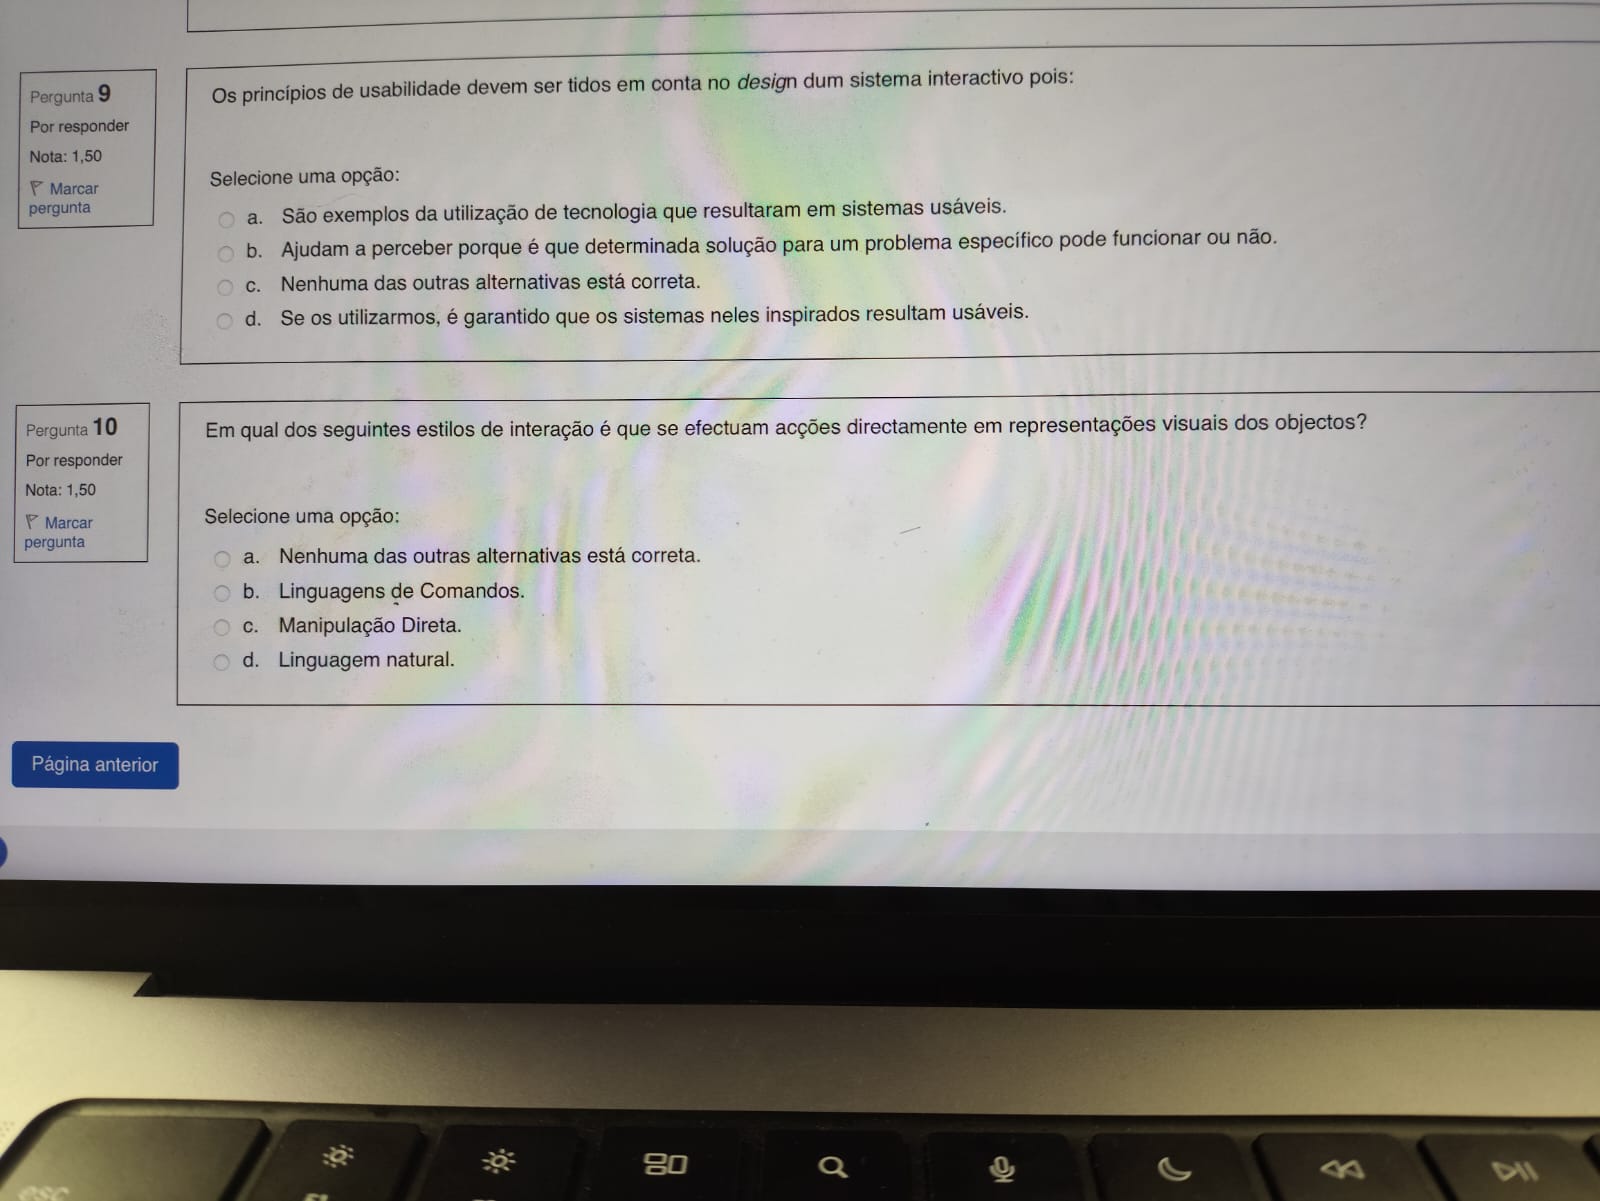 Pergunta 9
Por responder
Nota: 1,50
Marcar
pergunta
Os princípios de usabilidade devem ser tidos em conta no design dum sistema interactivo pois:
Selecione uma opção:
a. São exemplos da utilização de tecnologia que resultaram em sistemas usáveis.
b. Ajudam a perceber porque é que determinada solução para um problema específico pode funcionar ou não.
c. Nenhuma das outras alternativas está correta.
d. Se os utilizarmos, é garantido que os sistemas neles inspirados resultam usáveis.
Pergunta 10
Por responder
Nota: 1,50
Marcar
pergunta
Em qual dos seguintes estilos de interação é que se efectuam acções directamente em representações visuais dos objectos?
Selecione uma opção:
a. Nenhuma das outras alternativas está correta.
b. Linguagens de Comandos.
c. Manipulação Direta.
d. Linguagem natural.
Página anterior
esc